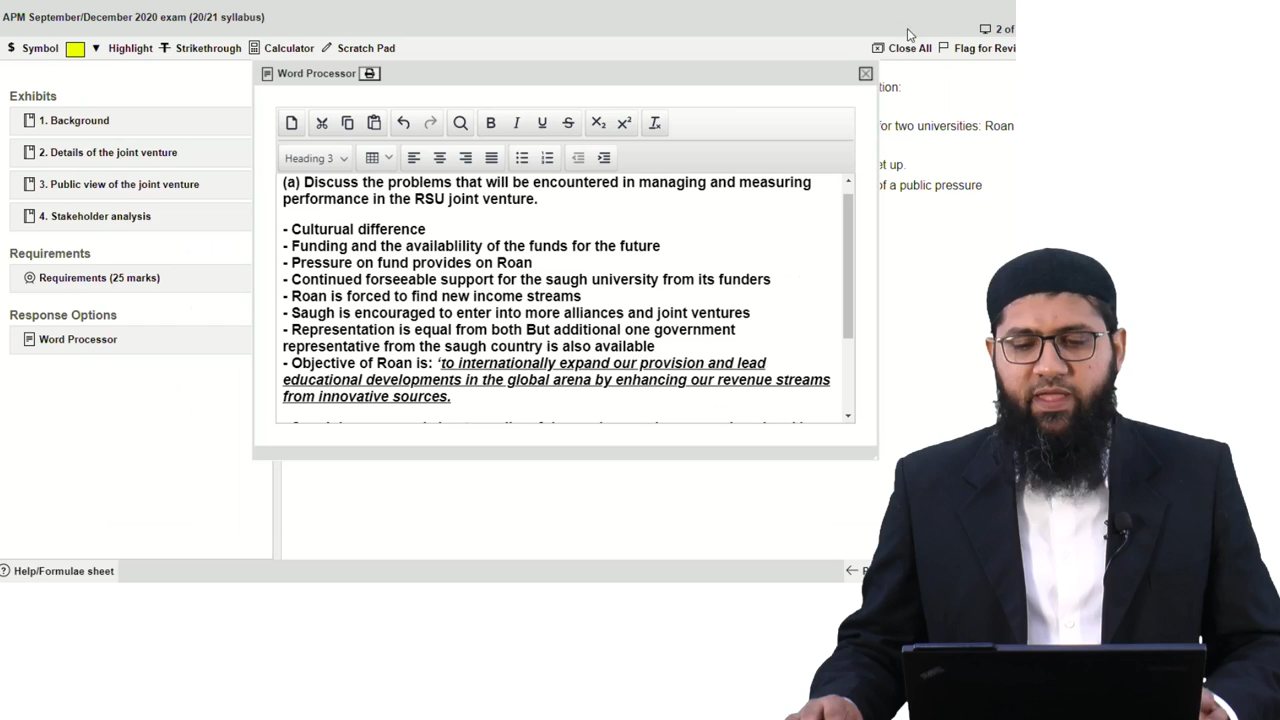 APM September/December 2020 exam (20/21 syllabus)
2 of
$ Symbol Highlight Strikethrough Calculator Scratch Pad
Close All Flag for Revi
Word Processor
Exhibits
1. Background
2. Details of the joint venture
3. Public view of the joint venture
4. Stakeholder analysis
Requirements
Requirements (25 marks)
Response Options
Word Processor
B I U S X₂ X² Tx
Heading 3
(a) Discuss the problems that will be encountered in managing and measuring
performance in the RSU joint venture.
- Culturual difference
- Funding and the availablility of the funds for the future
- Pressure on fund provides on Roan
- Continued forseeable support for the saugh university from its funders
- Roan is forced to find new income streams
- Saugh is encouraged to enter into more alliances and joint ventures
- Representation is equal from both But additional one government
representative from the saugh country is also available
- Objective of Roan is: ‘to internationally expand our provision and lead
educational developments in the global arena by enhancing our revenue streams
from innovative sources.
tion:
for two universities: Roan
et up.
of a public pressure
Help/Formulae sheet